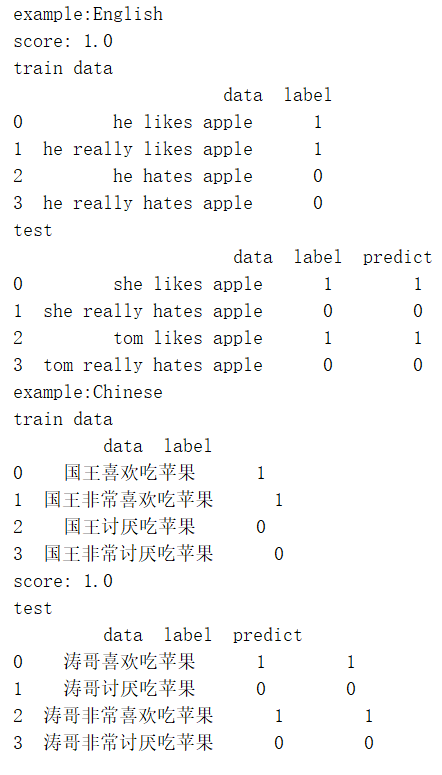 example:English
score: 1.0
train data
data label
0 he likes apple 1
1 he really likes apple 1
2 he hates apple 0
3 he really hates apple 0
test
data label predict
0 she likes apple 1 1
1 she really hates apple 0 0
2 tom likes apple 1 1
3 tom really hates apple 0 0
example:Chinese
train data
data label
0 国王喜欢吃苹果 1
1 国王非常喜欢吃苹果 1
2 国王讨厌吃苹果 0
3 国王非常讨厌吃苹果 0
score: 1.0
test
data label predict
0 涛哥喜欢吃苹果 1 1
1 涛哥讨厌吃苹果 0 0
2 涛哥非常喜欢吃苹果 1 1
3 涛哥非常讨厌吃苹果 0 0